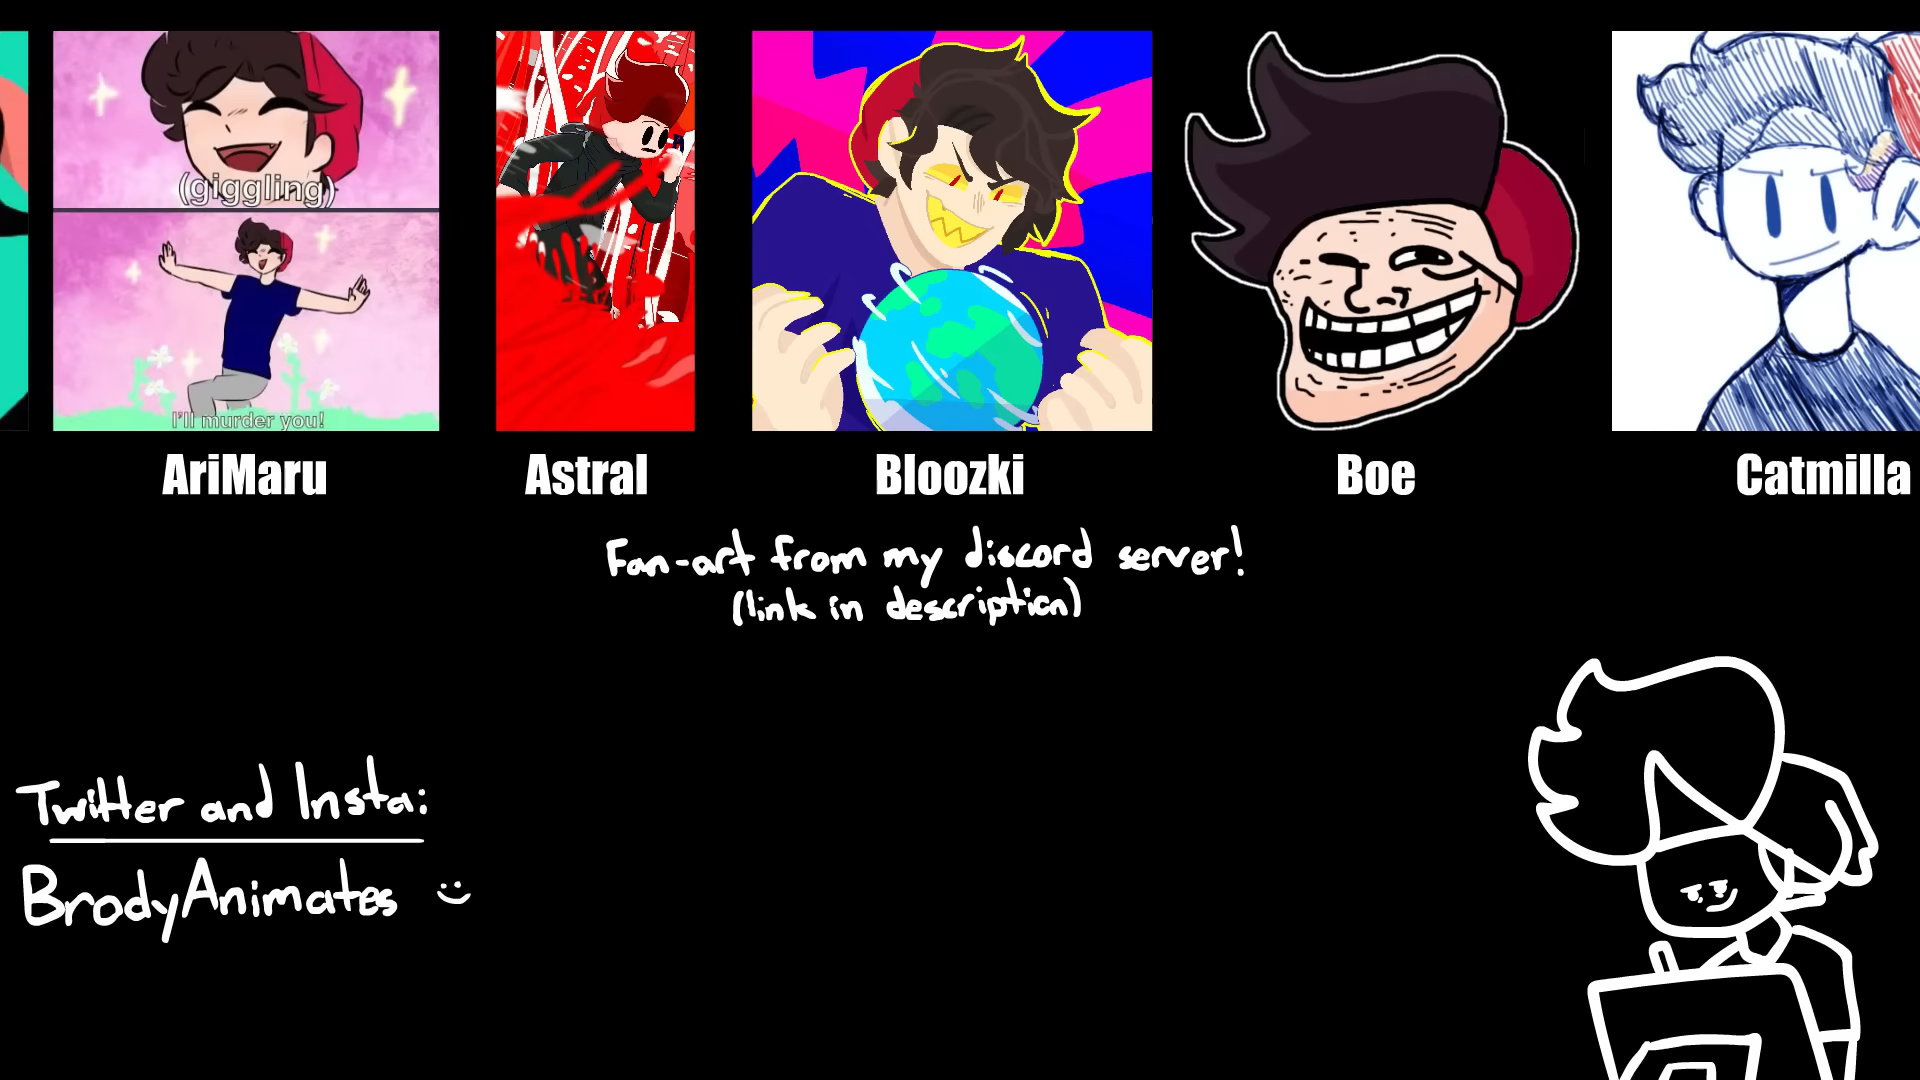 (giggling)
I'll murder you!
AriMaru
Astral
Bloozki
Boe
Catmilla
Fan-art from my discord server!
(link in description)
Twitter and Insta:
BrodyAnimates :)